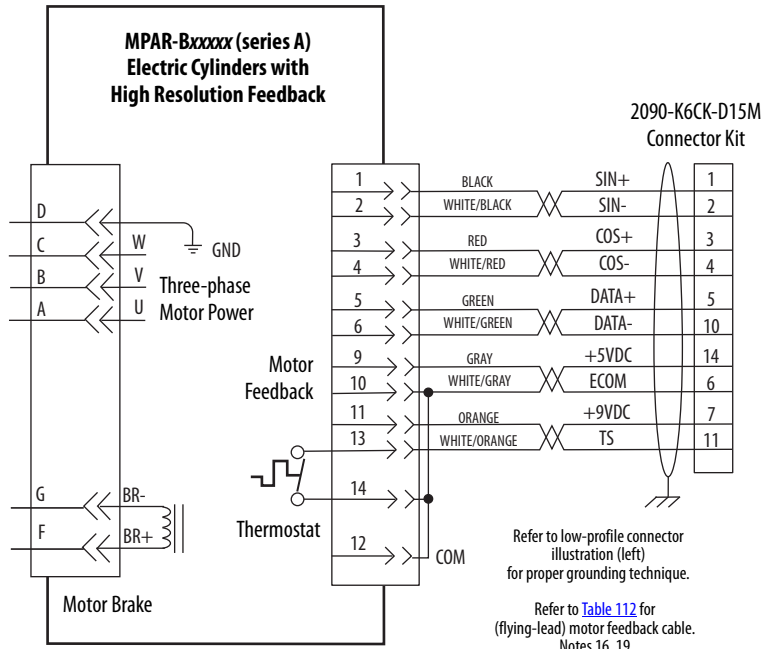 MPAR-Bxxxxx (series A)
Electric Cylinders with
High Resolution Feedback
2090-K6CK-D15M
Connector Kit
D
C
B
A
W
V
U
GND
Three-phase
Motor Power
G
F
BR-
BR+
Motor Brake
Motor
Feedback
Thermostat
1 BLACK SIN+ 1
2 WHITE/BLACK SIN- 2
3 RED COS+ 3
4 WHITE/RED COS- 4
5 GREEN DATA+ 5
6 WHITE/GREEN DATA- 10
9 GRAY +5VDC 14
10 WHITE/GRAY ECOM 6
11 ORANGE +9VDC 7
13 WHITE/ORANGE TS 11
14
12 COM
Refer to low-profile connector
illustration (left)
for proper grounding technique.
Refer to Table 112 for
(flying-lead) motor feedback cable.
Notes 16, 19